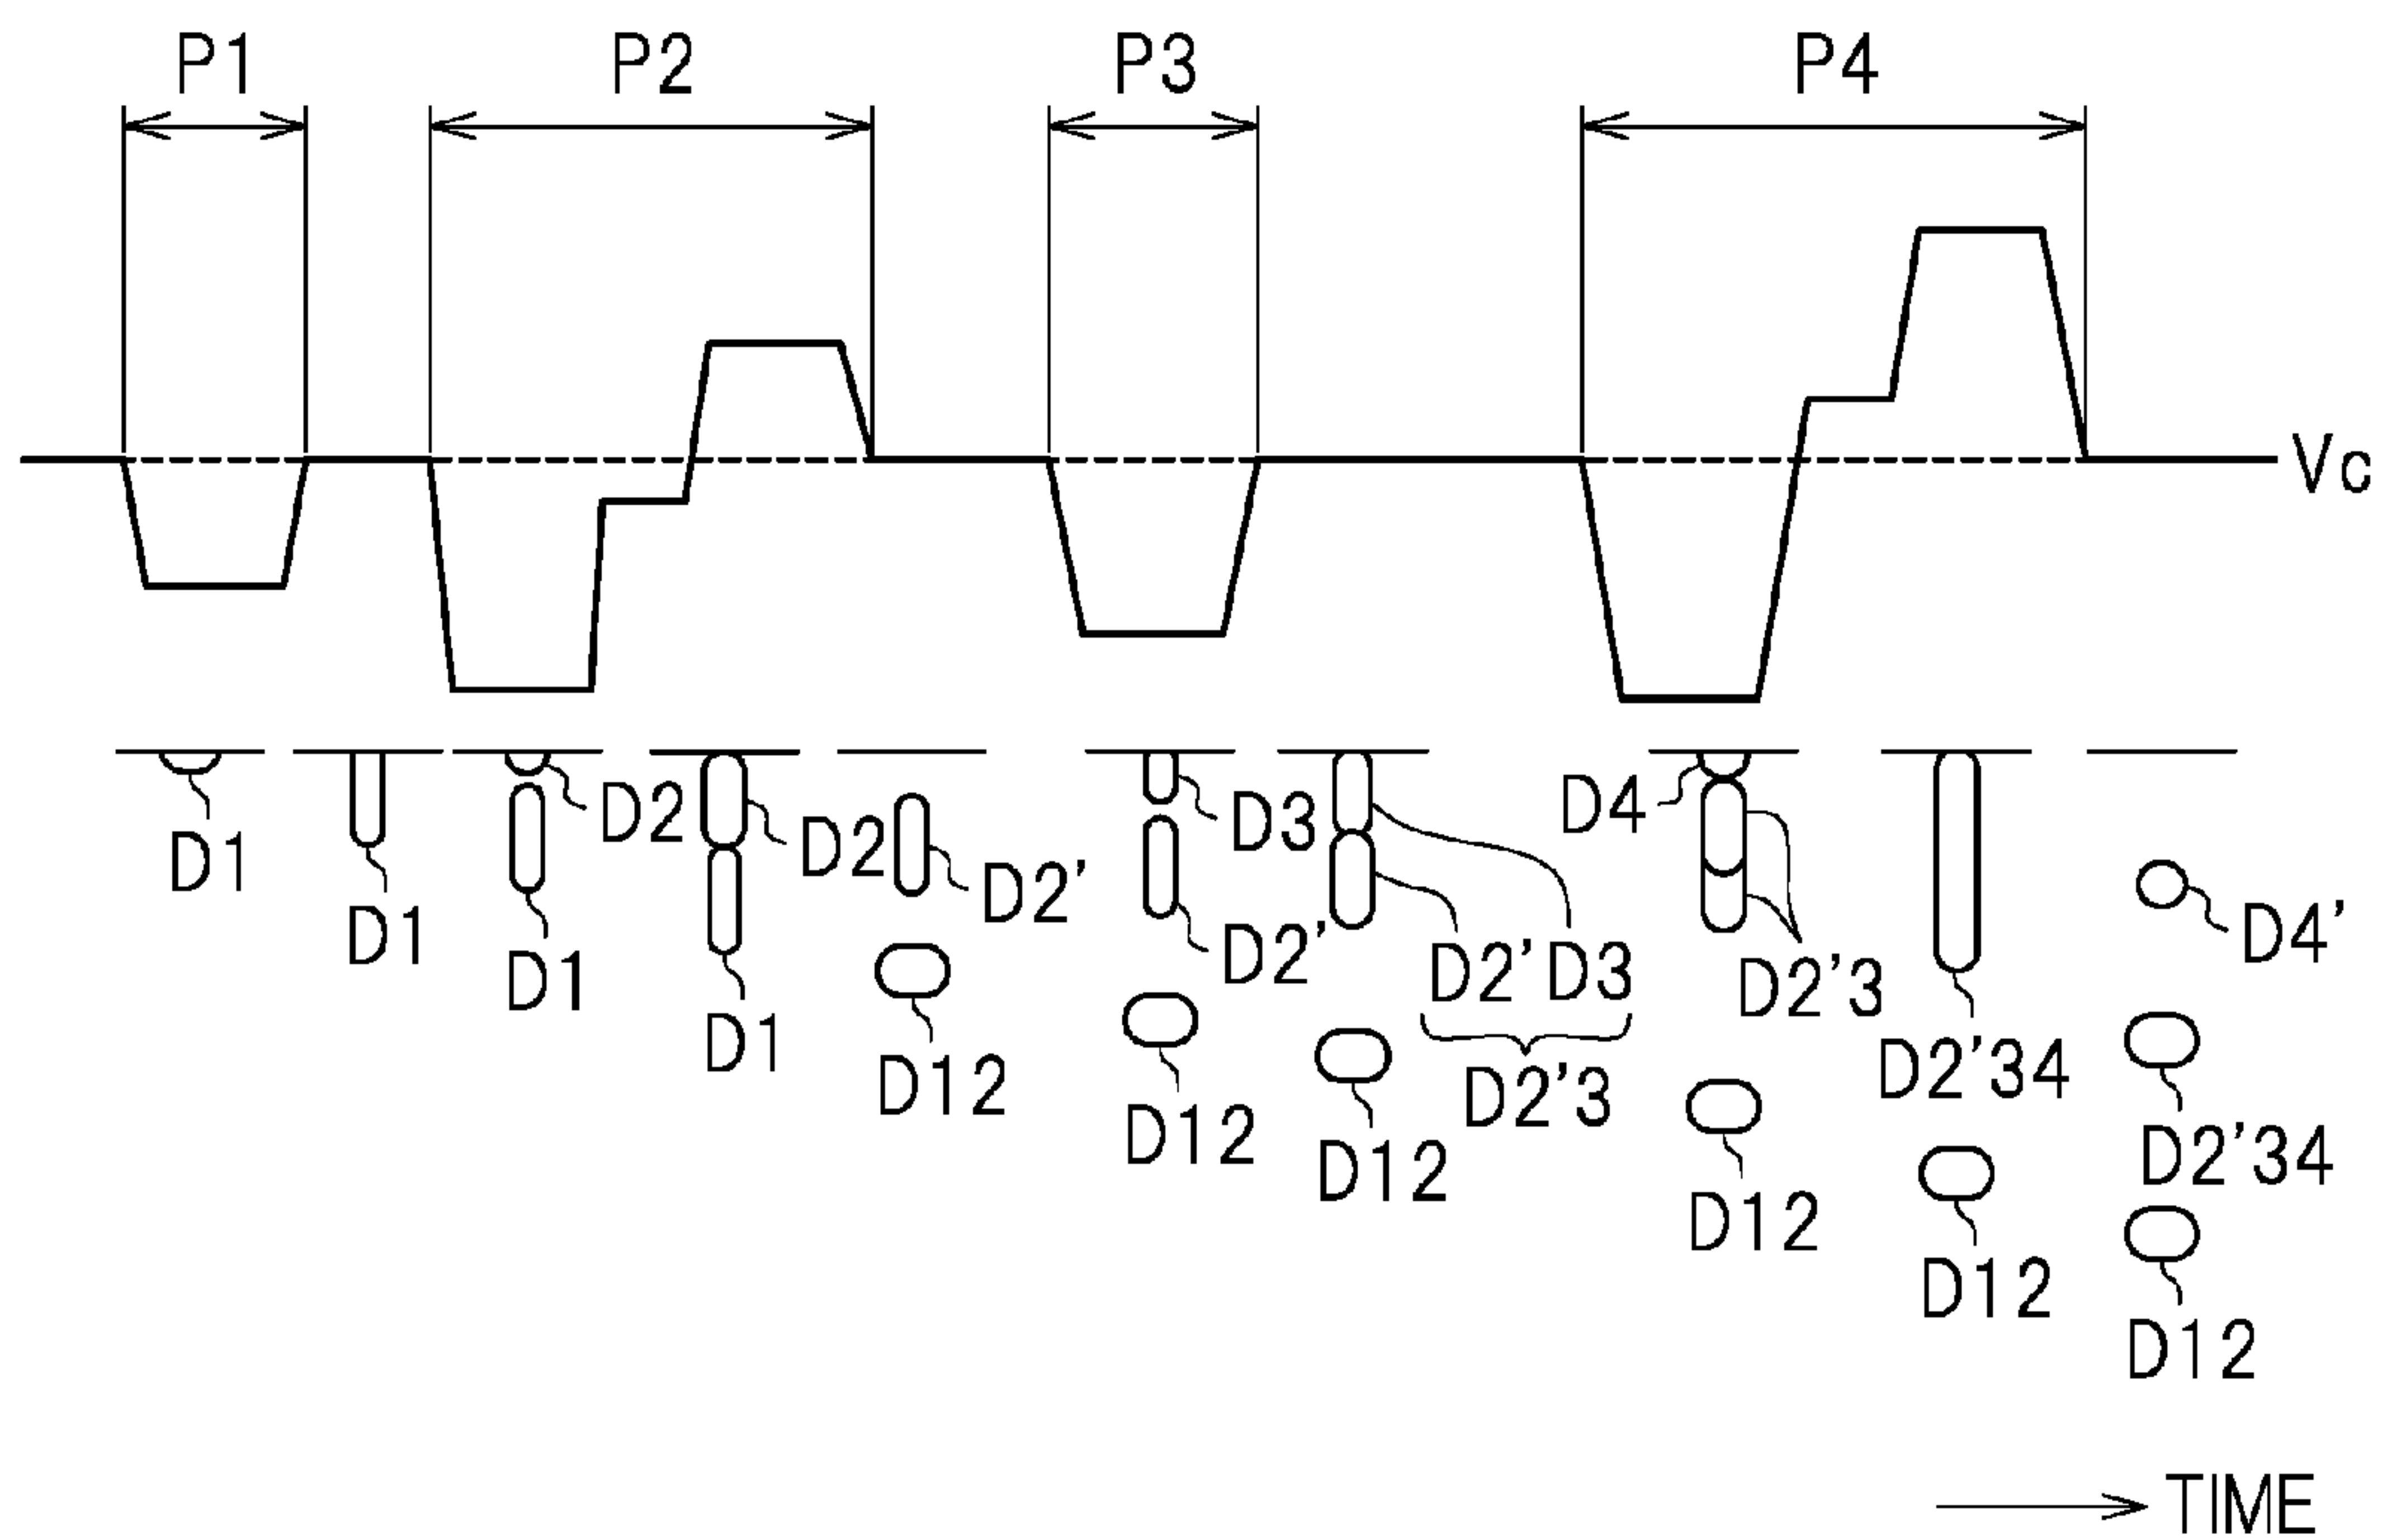 P1 P2 P3 P4
Vc
D1 D2 D2 D3 D4
D1 D1 D2' D2' D2' D3 D2'3 D4'
D1 D12 D12 D2'3 D2'34
D12 D12 D2'34
D12
D12 D12
TIME